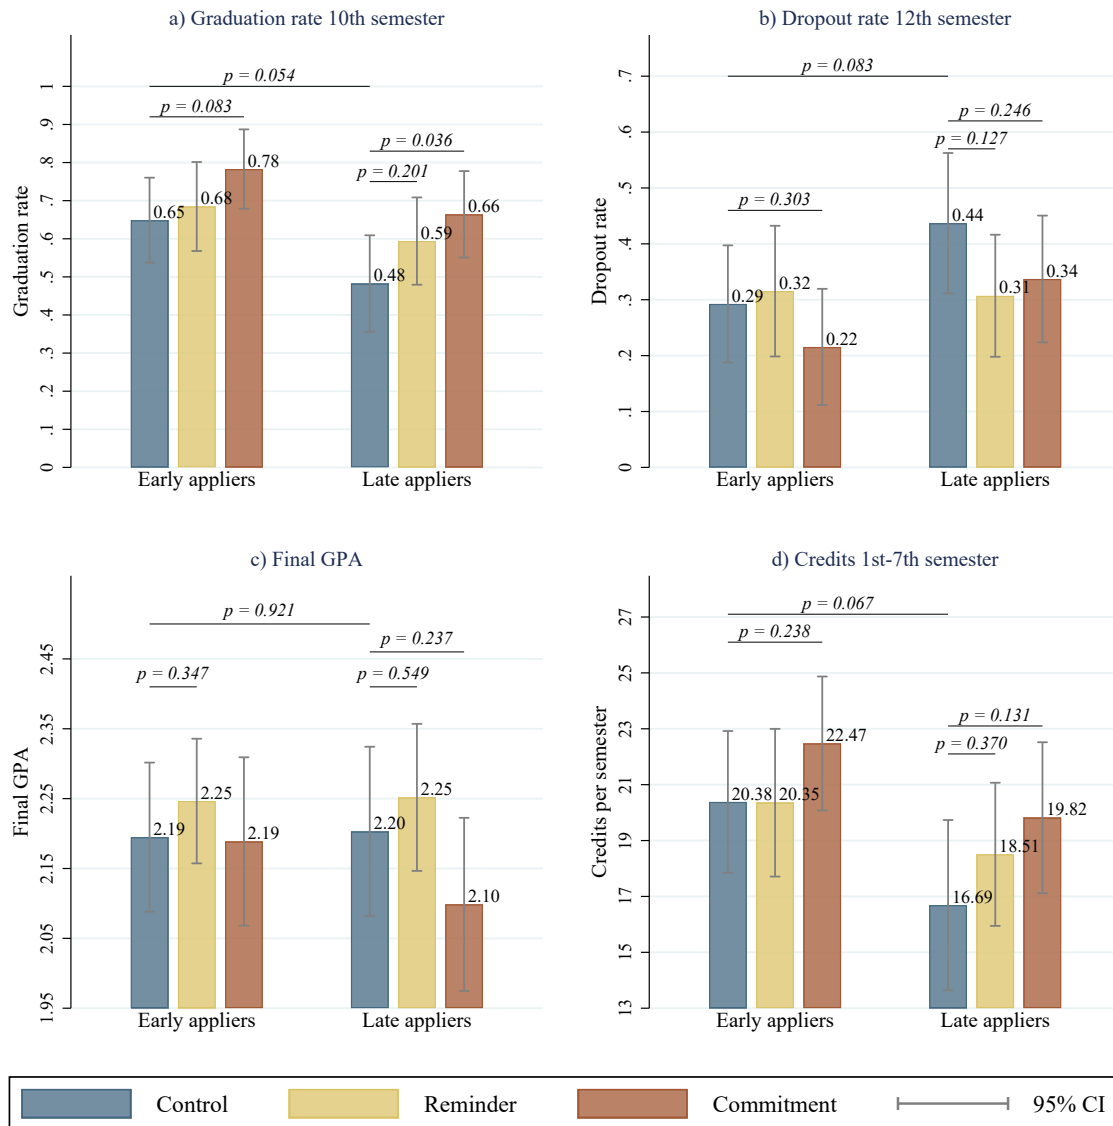 a) Graduation rate 10th semester
Graduation rate
0 .1 .2 .3 .4 .5 .6 .7 .8 .9 1
p = 0.054
p = 0.083
p = 0.036
p = 0.201
0.65
0.68
0.78
0.48
0.59
0.66
Early appliers
Late appliers
b) Dropout rate 12th semester
Dropout rate
0 .1 .2 .3 .4 .5 .6 .7
p = 0.083
p = 0.246
p = 0.127
p = 0.303
0.29
0.32
0.22
0.44
0.31
0.34
Early appliers
Late appliers
c) Final GPA
Final GPA
1.95 2.05 2.15 2.25 2.35 2.45
p = 0.921
p = 0.237
p = 0.347
p = 0.549
2.19
2.25
2.19
2.20
2.25
2.10
Early appliers
Late appliers
d) Credits 1st-7th semester
Credits per semester
13 15 17 19 21 23 25 27
p = 0.067
p = 0.238
p = 0.131
p = 0.370
20.38
20.35
22.47
16.69
18.51
19.82
Early appliers
Late appliers
Control
Reminder
Commitment
95% CI